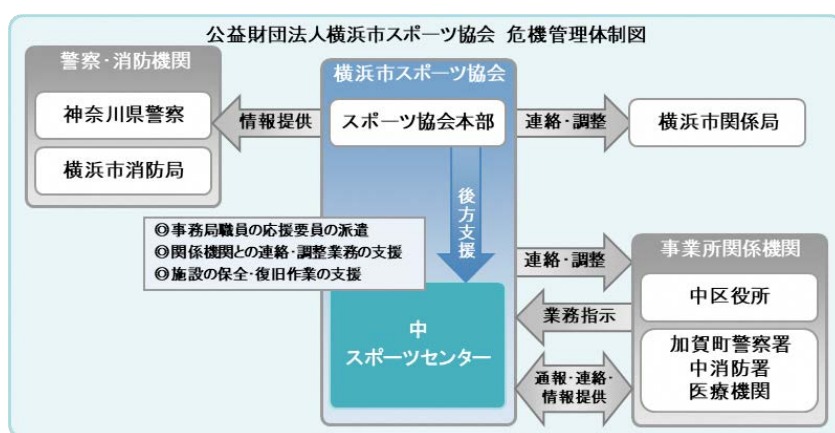 公益財団法人横浜市スポーツ協会 危機管理体制図
警察・消防機関
神奈川県警察
横浜市消防局
情報提供
横浜市スポーツ協会
スポーツ協会本部
連絡・調整
横浜市関係局
後方支援
◎事務局職員の応援要員の派遣
◎関係機関との連絡・調整業務の支援
◎施設の保全・復旧作業の支援
中
スポーツセンター
連絡・調整
業務指示
通報・連絡・
情報提供
事業所関係機関
中区役所
加賀町警察署
中消防署
医療機関